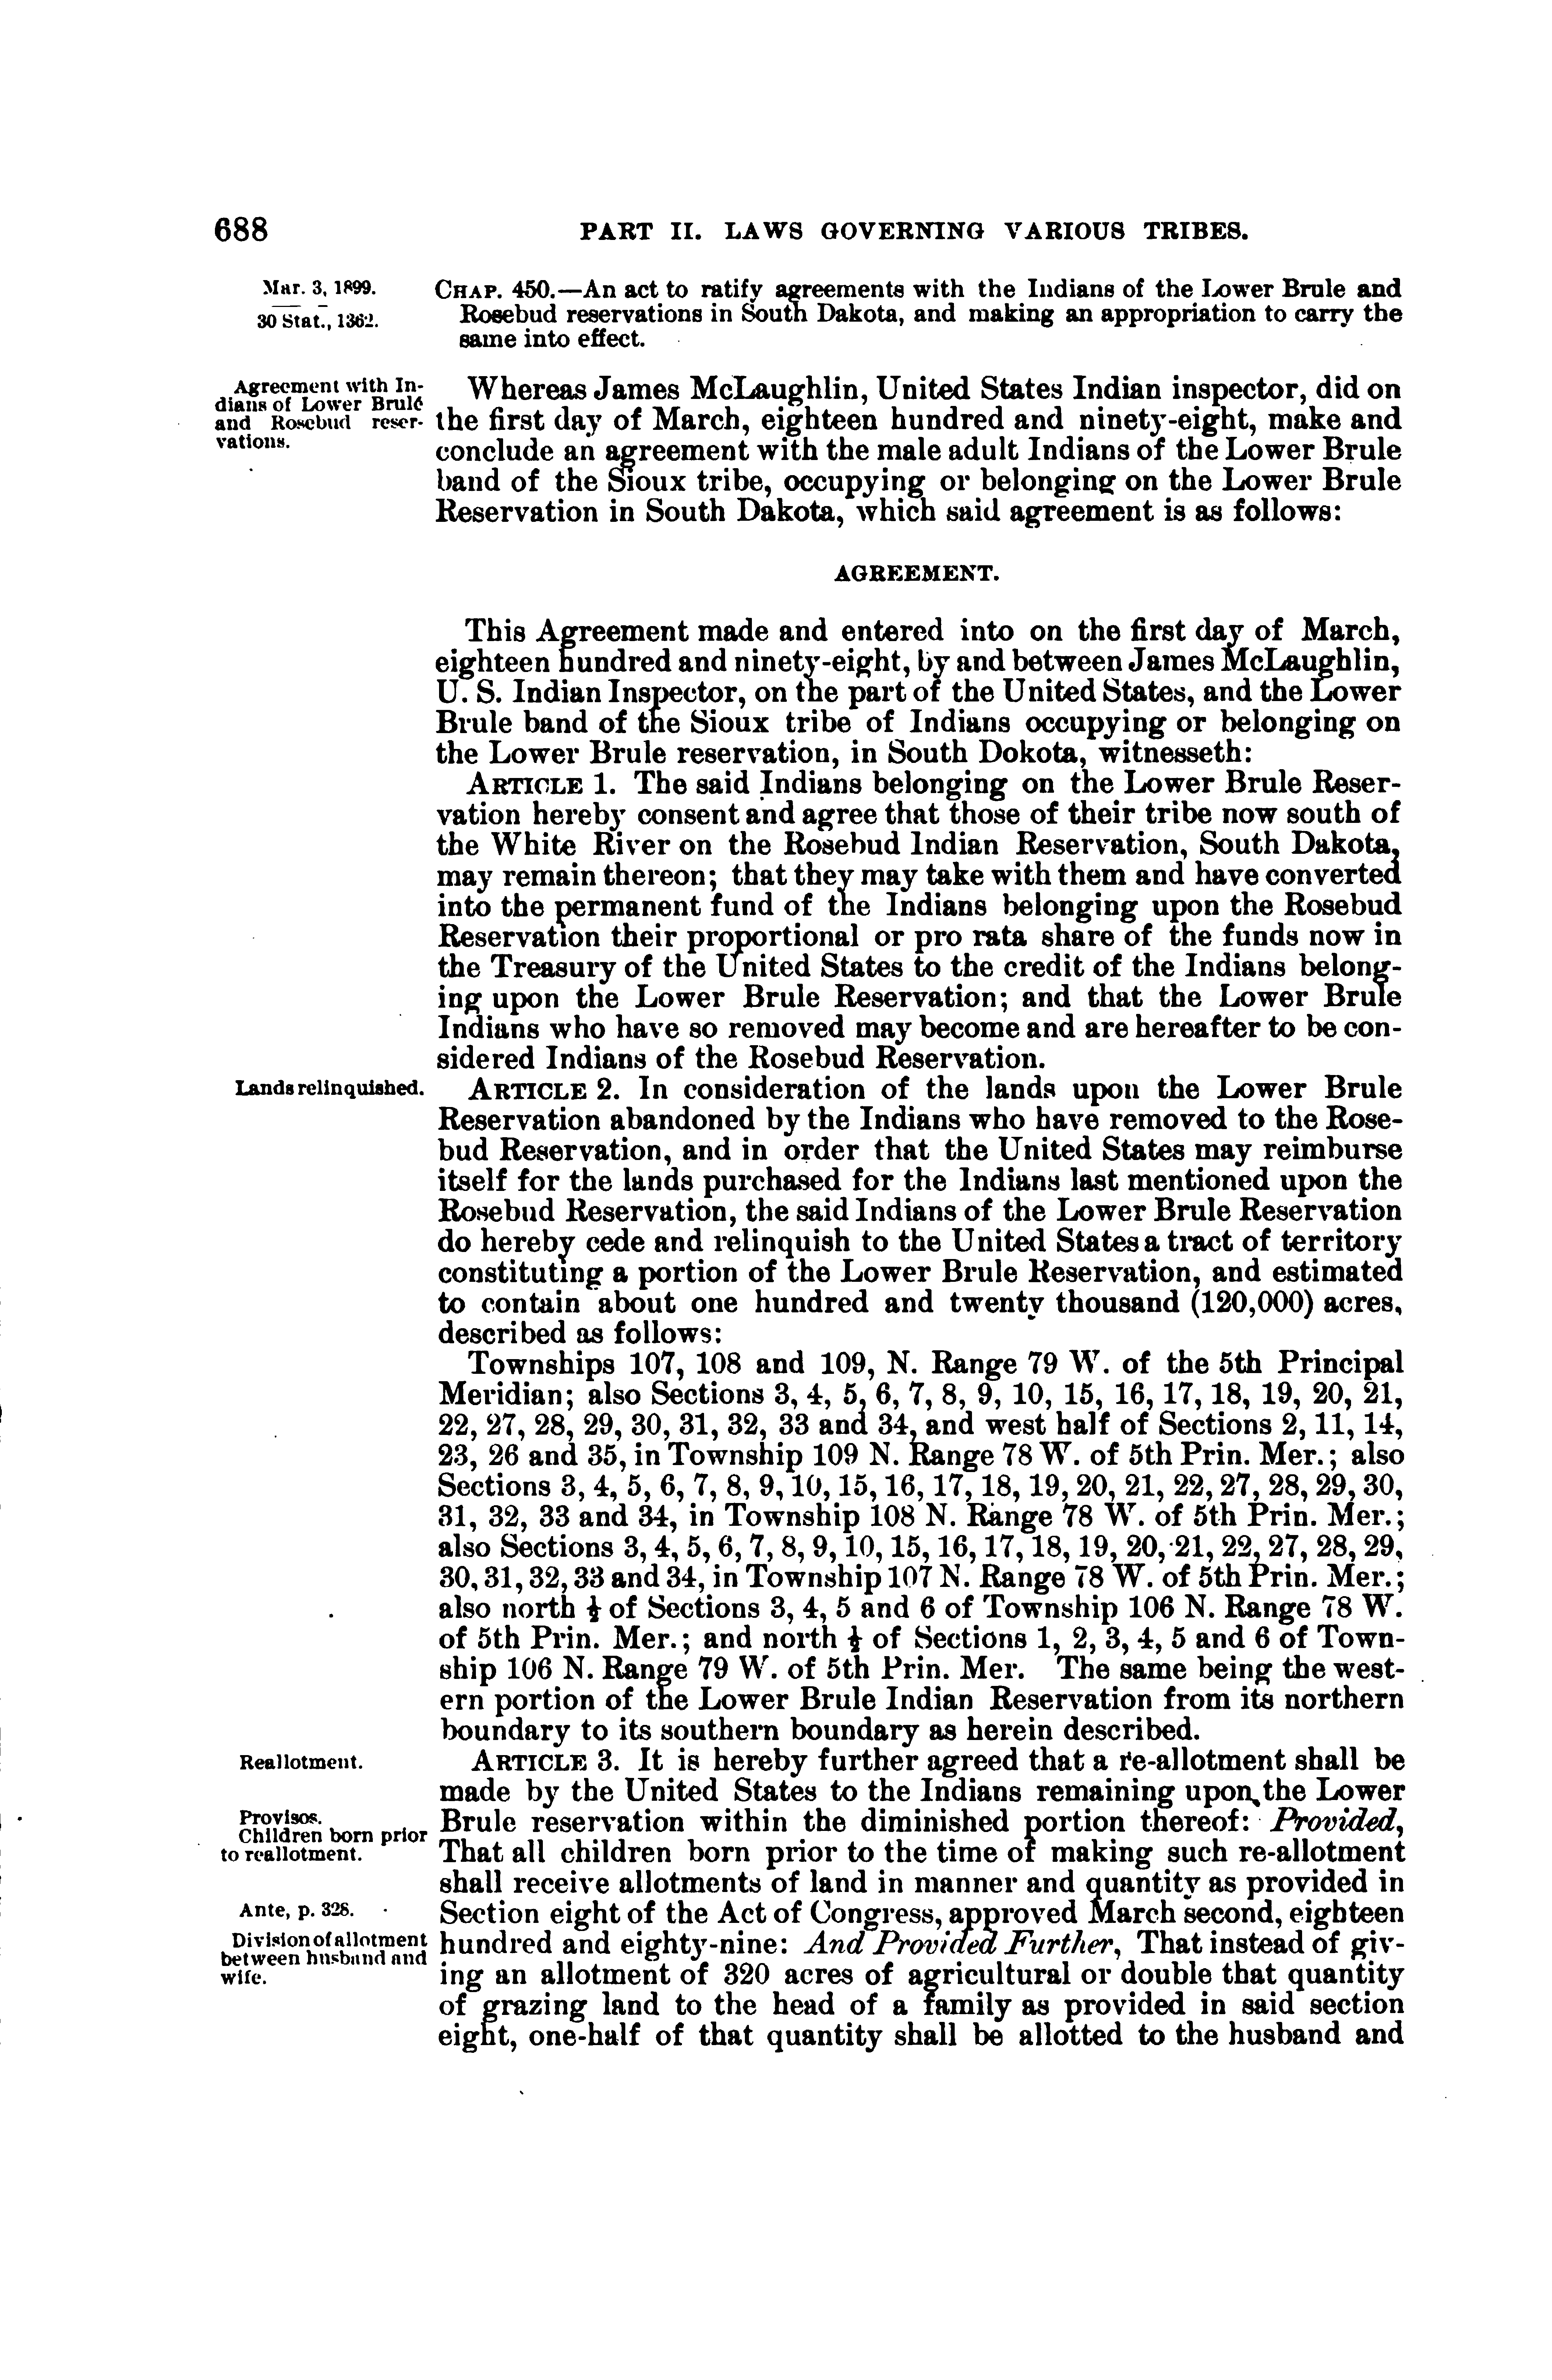 688 PART II. LAWS GOVERNING VARIOUS TRIBES.
Mar. 3, 1899.
30 Stat., 1362.
CHAP. 450.—An act to ratify agreements with the Indians of the Lower Brule and
Rosebud reservations in South Dakota, and making an appropriation to carry the
same into effect.
Agreement with In-
dians of Lower Brulé
and Rosebud reser-
vations.
Whereas James McLaughlin, United States Indian inspector, did on
the first day of March, eighteen hundred and ninety-eight, make and
conclude an agreement with the male adult Indians of the Lower Brule
band of the Sioux tribe, occupying or belonging on the Lower Brule
Reservation in South Dakota, which said agreement is as follows:
AGREEMENT.
This Agreement made and entered into on the first day of March,
eighteen hundred and ninety-eight, by and between James McLaughlin,
U. S. Indian Inspector, on the part of the United States, and the Lower
Brule band of the Sioux tribe of Indians occupying or belonging on
the Lower Brule reservation, in South Dokota, witnesseth:
ARTICLE 1. The said Indians belonging on the Lower Brule Reser-
vation hereby consent and agree that those of their tribe now south of
the White River on the Rosebud Indian Reservation, South Dakota,
may remain thereon; that they may take with them and have converted
into the permanent fund of the Indians belonging upon the Rosebud
Reservation their proportional or pro rata share of the funds now in
the Treasury of the United States to the credit of the Indians belong-
ing upon the Lower Brule Reservation; and that the Lower Brule
Indians who have so removed may become and are hereafter to be con-
sidered Indians of the Rosebud Reservation.
Lands relinquished.
ARTICLE 2. In consideration of the lands upon the Lower Brule
Reservation abandoned by the Indians who have removed to the Rose-
bud Reservation, and in order that the United States may reimburse
itself for the lands purchased for the Indians last mentioned upon the
Rosebud Reservation, the said Indians of the Lower Brule Reservation
do hereby cede and relinquish to the United States a tract of territory
constituting a portion of the Lower Brule Reservation, and estimated
to contain about one hundred and twenty thousand (120,000) acres,
described as follows:
Townships 107, 108 and 109, N. Range 79 W. of the 5th Principal
Meridian; also Sections 3, 4, 5, 6, 7, 8, 9, 10, 15, 16, 17, 18, 19, 20, 21,
22, 27, 28, 29, 30, 31, 32, 33 and 34, and west half of Sections 2, 11, 14,
23, 26 and 35, in Township 109 N. Range 78 W. of 5th Prin. Mer.; also
Sections 3, 4, 5, 6, 7, 8, 9, 10, 15, 16, 17, 18, 19, 20, 21, 22, 27, 28, 29, 30,
31, 32, 33 and 34, in Township 108 N. Range 78 W. of 5th Prin. Mer.;
also Sections 3, 4, 5, 6, 7, 8, 9, 10, 15, 16, 17, 18, 19, 20, 21, 22, 27, 28, 29,
30, 31, 32, 33 and 34, in Township 107 N. Range 78 W. of 5th Prin. Mer.;
also north ½ of Sections 3, 4, 5 and 6 of Township 106 N. Range 78 W.
of 5th Prin. Mer.; and north ½ of Sections 1, 2, 3, 4, 5 and 6 of Town-
ship 106 N. Range 79 W. of 5th Prin. Mer. The same being the west-
ern portion of the Lower Brule Indian Reservation from its northern
boundary to its southern boundary as herein described.
Reallotment.
Provisos.
Children born prior
to reallotment.
Ante, p. 328.
Division of allotment
between husband and
wife.
ARTICLE 3. It is hereby further agreed that a re-allotment shall be
made by the United States to the Indians remaining upon the Lower
Brule reservation within the diminished portion thereof: Provided,
That all children born prior to the time of making such re-allotment
shall receive allotments of land in manner and quantity as provided in
Section eight of the Act of Congress, approved March second, eighteen
hundred and eighty-nine: And Provided Further, That instead of giv-
ing an allotment of 320 acres of agricultural or double that quantity
of grazing land to the head of a family as provided in said section
eight, one-half of that quantity shall be allotted to the husband and